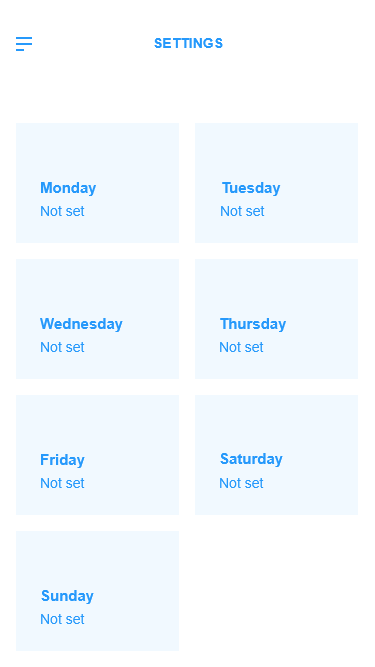 SETTINGS
Monday
Not set
Tuesday
Not set
Wednesday
Not set
Thursday
Not set
Friday
Not set
Saturday
Not set
Sunday
Not set